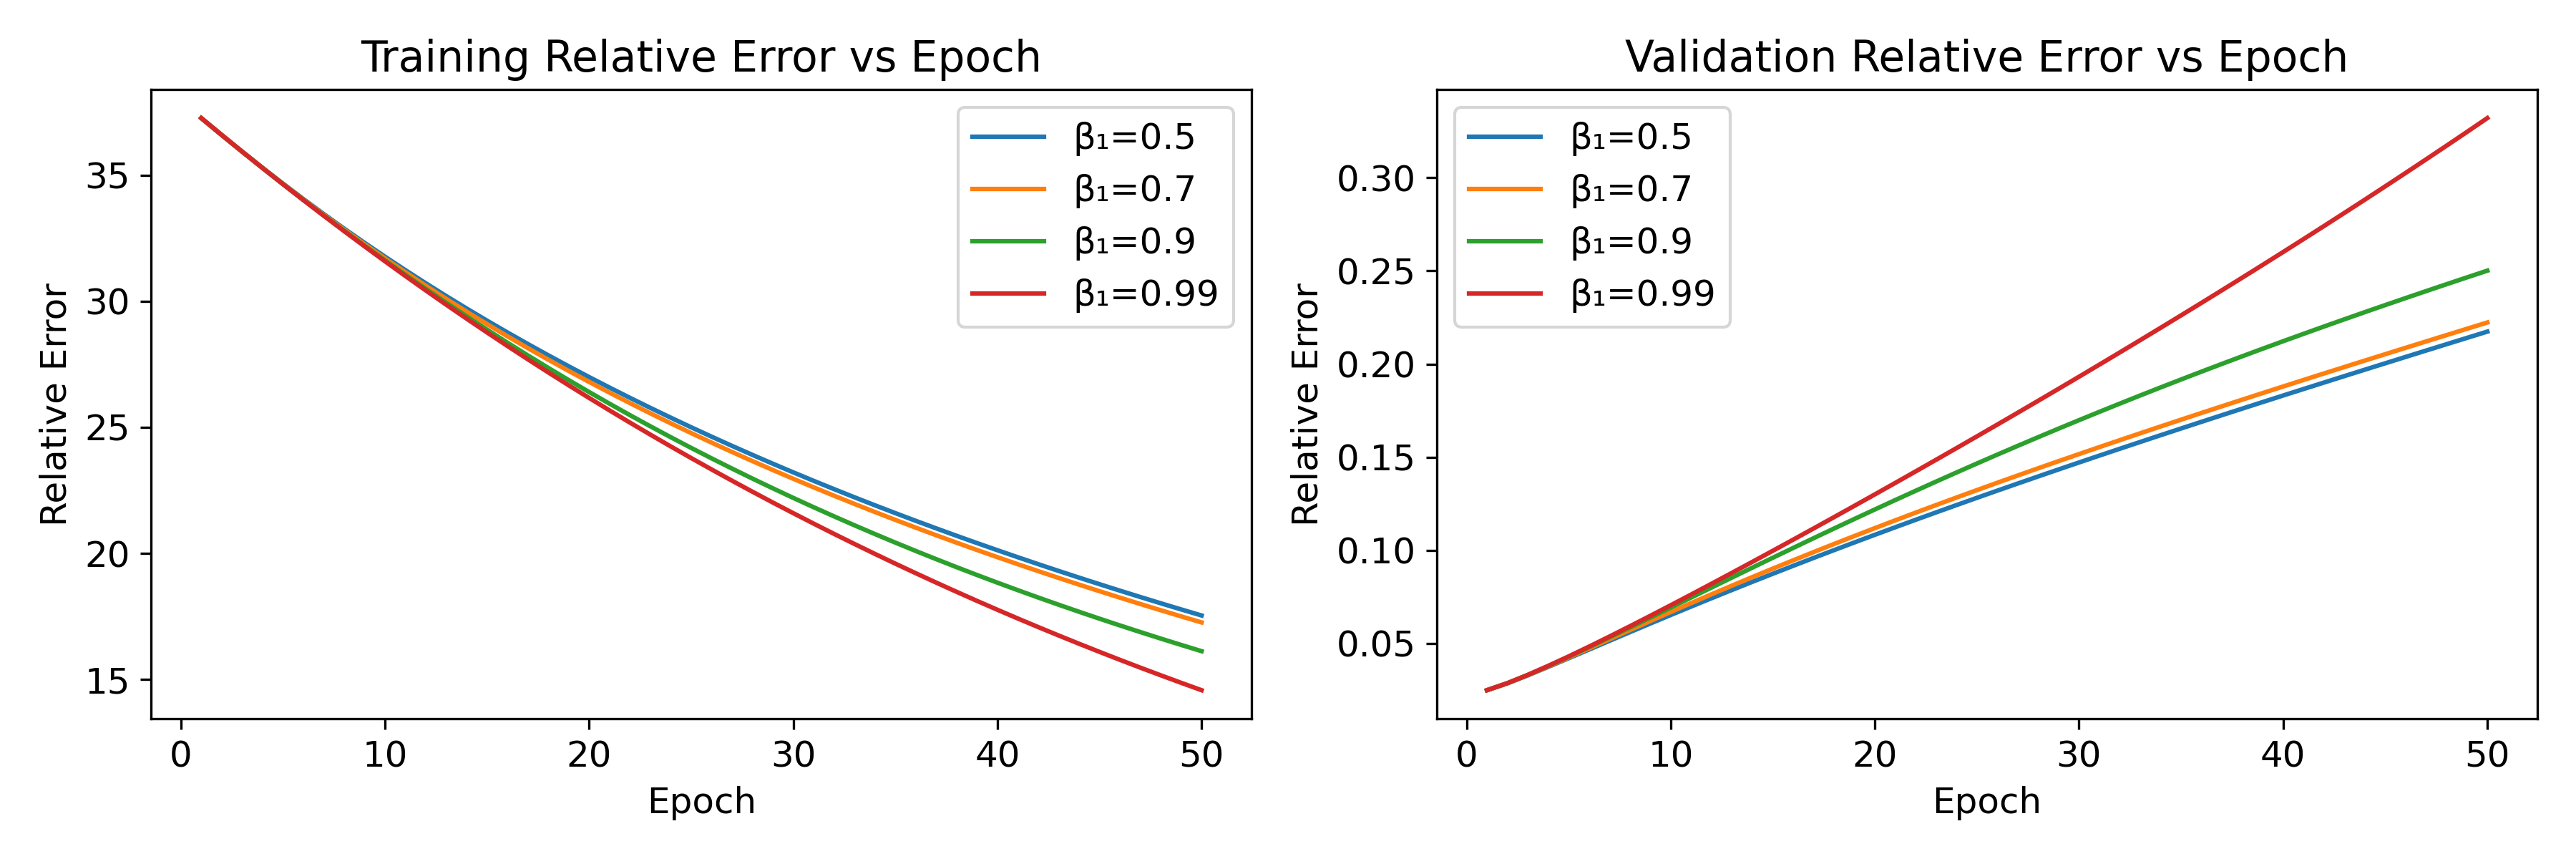 Training Relative Error vs Epoch
Relative Error
35
30
25
20
15
0 10 20 30 40 50
Epoch
β₁=0.5
β₁=0.7
β₁=0.9
β₁=0.99
Validation Relative Error vs Epoch
Relative Error
0.30
0.25
0.20
0.15
0.10
0.05
0 10 20 30 40 50
Epoch
β₁=0.5
β₁=0.7
β₁=0.9
β₁=0.99